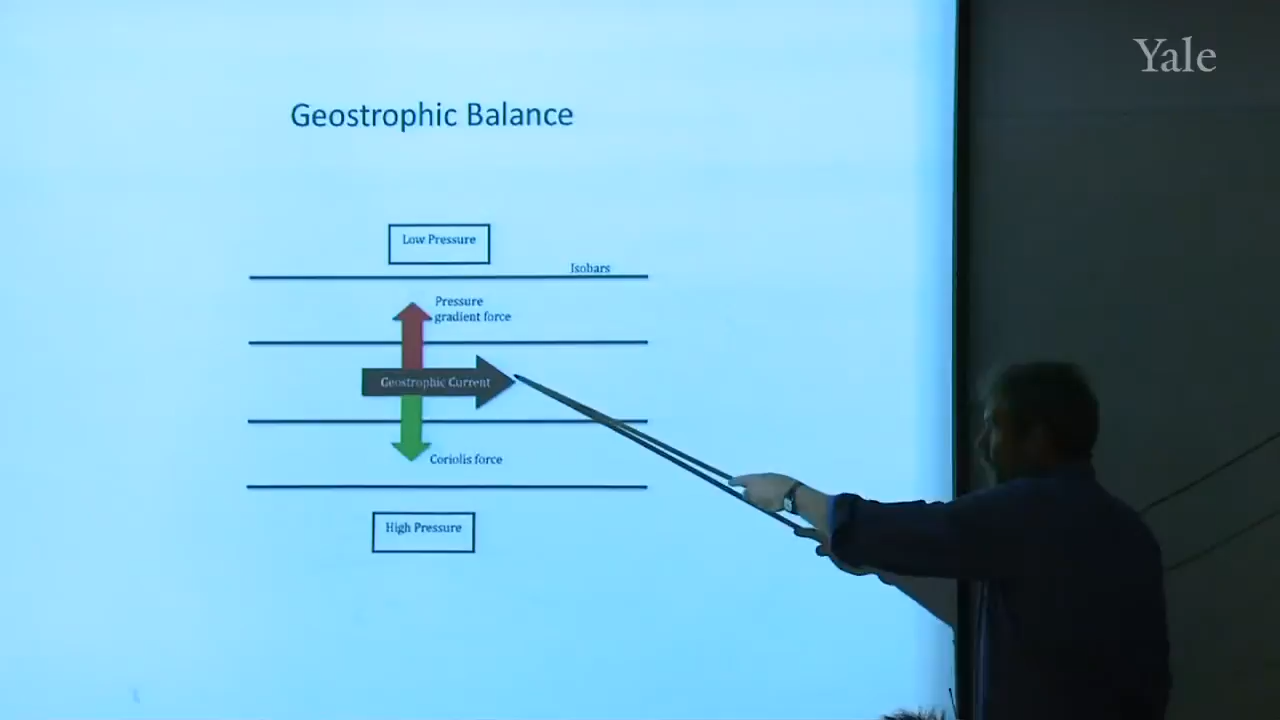 Yale
Geostrophic Balance
Low Pressure
Isobars
Pressure
gradient force
Geostrophic Current
Coriolis force
High Pressure